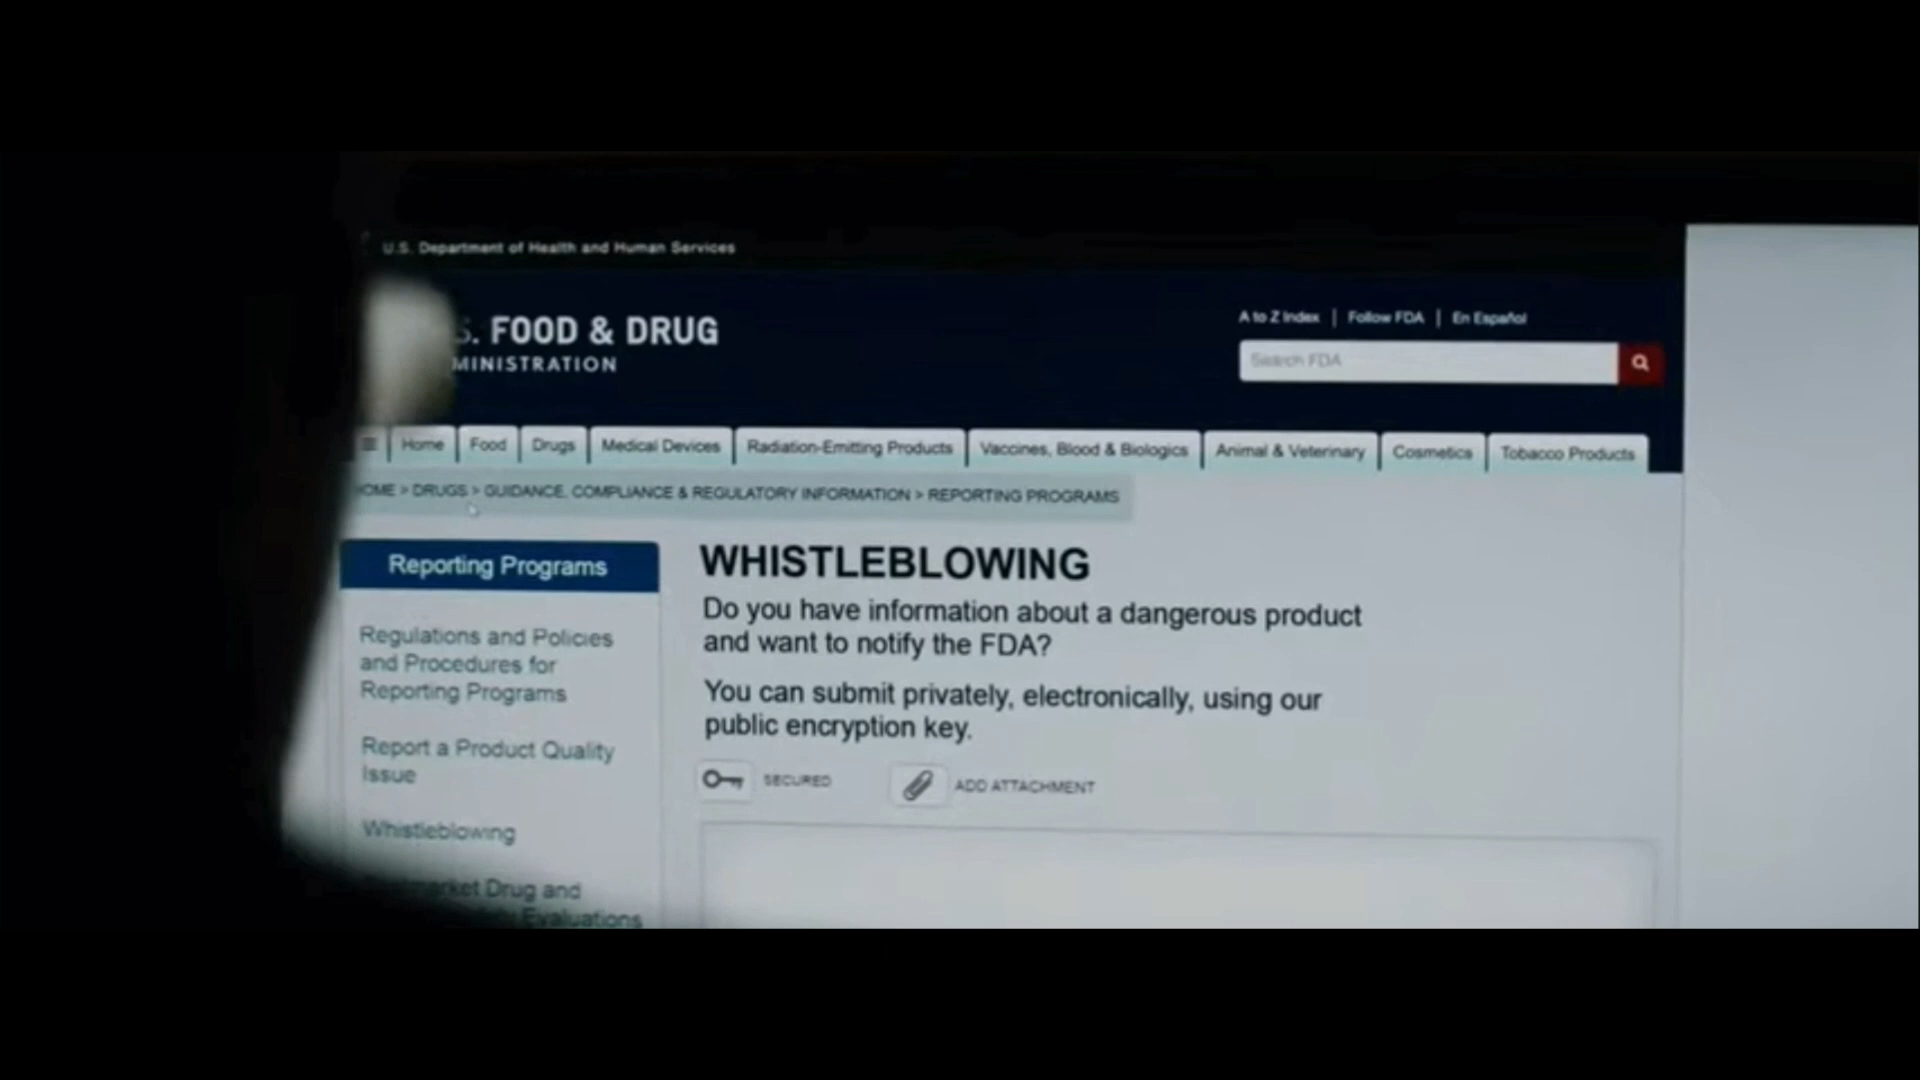 U.S. Department of Health and Human Services
S. FOOD & DRUG
MINISTRATION
A to Z Index | Follow FDA | En Español
Search FDA
Home Food Drugs Medical Devices Radiation-Emitting Products Vaccines, Blood & Biologics Animal & Veterinary Cosmetics Tobacco Products
OME > DRUGS > GUIDANCE, COMPLIANCE & REGULATORY INFORMATION > REPORTING PROGRAMS
Reporting Programs
Regulations and Policies
and Procedures for
Reporting Programs
Report a Product Quality
Issue
Whistleblowing
Drug and
Evaluations
WHISTLEBLOWING
Do you have information about a dangerous product
and want to notify the FDA?
You can submit privately, electronically, using our
public encryption key.
SECURED ADD ATTACHMENT